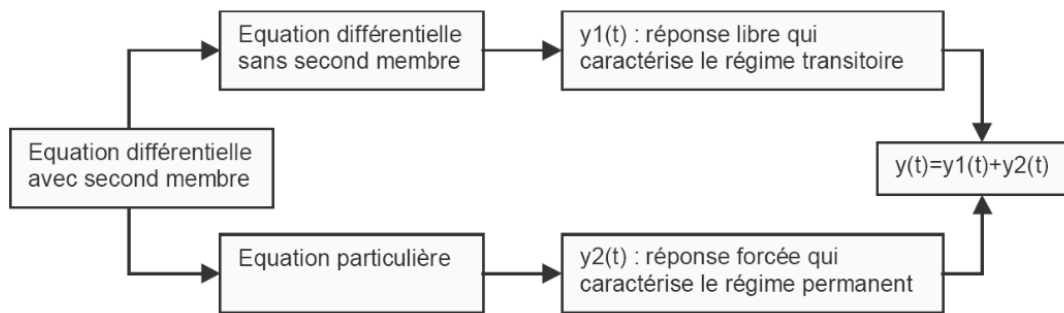 Equation différentielle
sans second membre
y1(t) : réponse libre qui
caractérise le régime transitoire
Equation différentielle
avec second membre
y(t)=y1(t)+y2(t)
Equation particulière
y2(t) : réponse forcée qui
caractérise le régime permanent